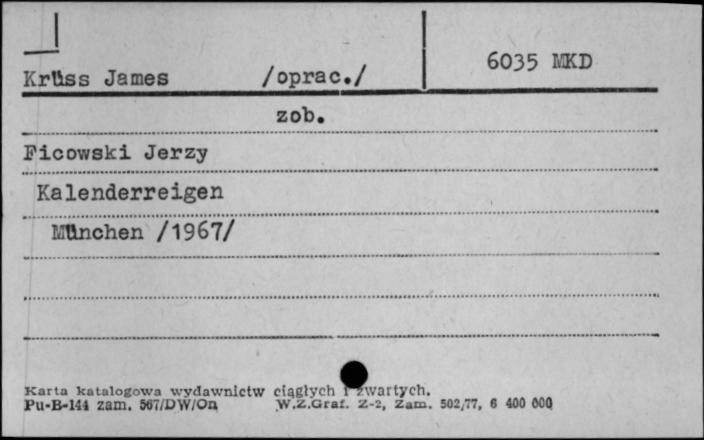 Krüss James /oprac./ 6035 MKD
zob.
Ficowski Jerzy
Kalenderreigen
München /1967/
Karta katalogowa wydawnictw ciągłych i zwartych.
Pu-B-144 zam. 567/DW/On W.Z.Graf. Z-2, Zam. 502/77, 6 400 000